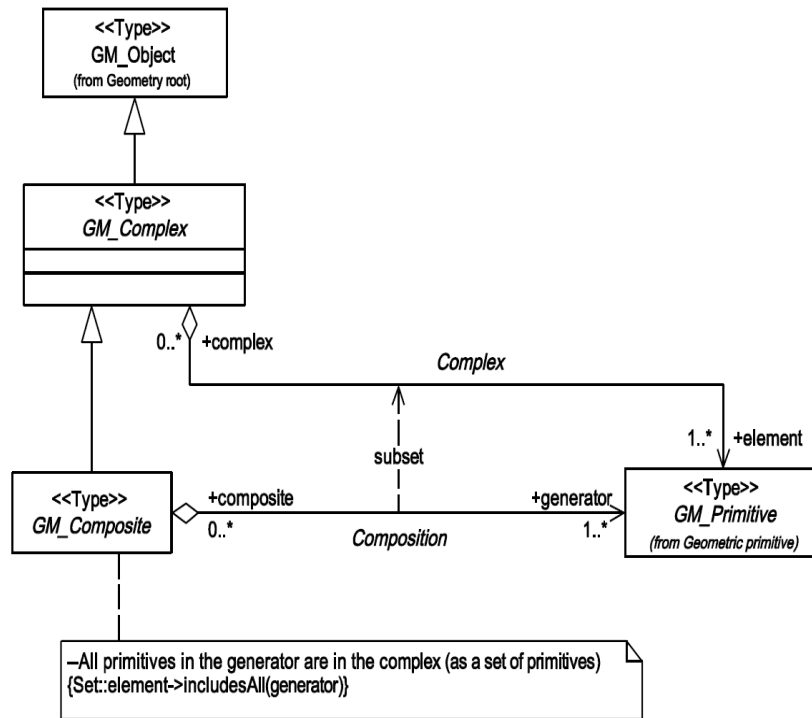 <<Type>>
GM_Object
(from Geometry root)
<<Type>>
GM_Complex
0..* +complex
Complex
1..* +element
subset
<<Type>>
GM_Composite
+composite
0..*
Composition
+generator
1..*
<<Type>>
GM_Primitive
(from Geometric primitive)
–All primitives in the generator are in the complex (as a set of primitives)
{Set::element->includesAll(generator)}